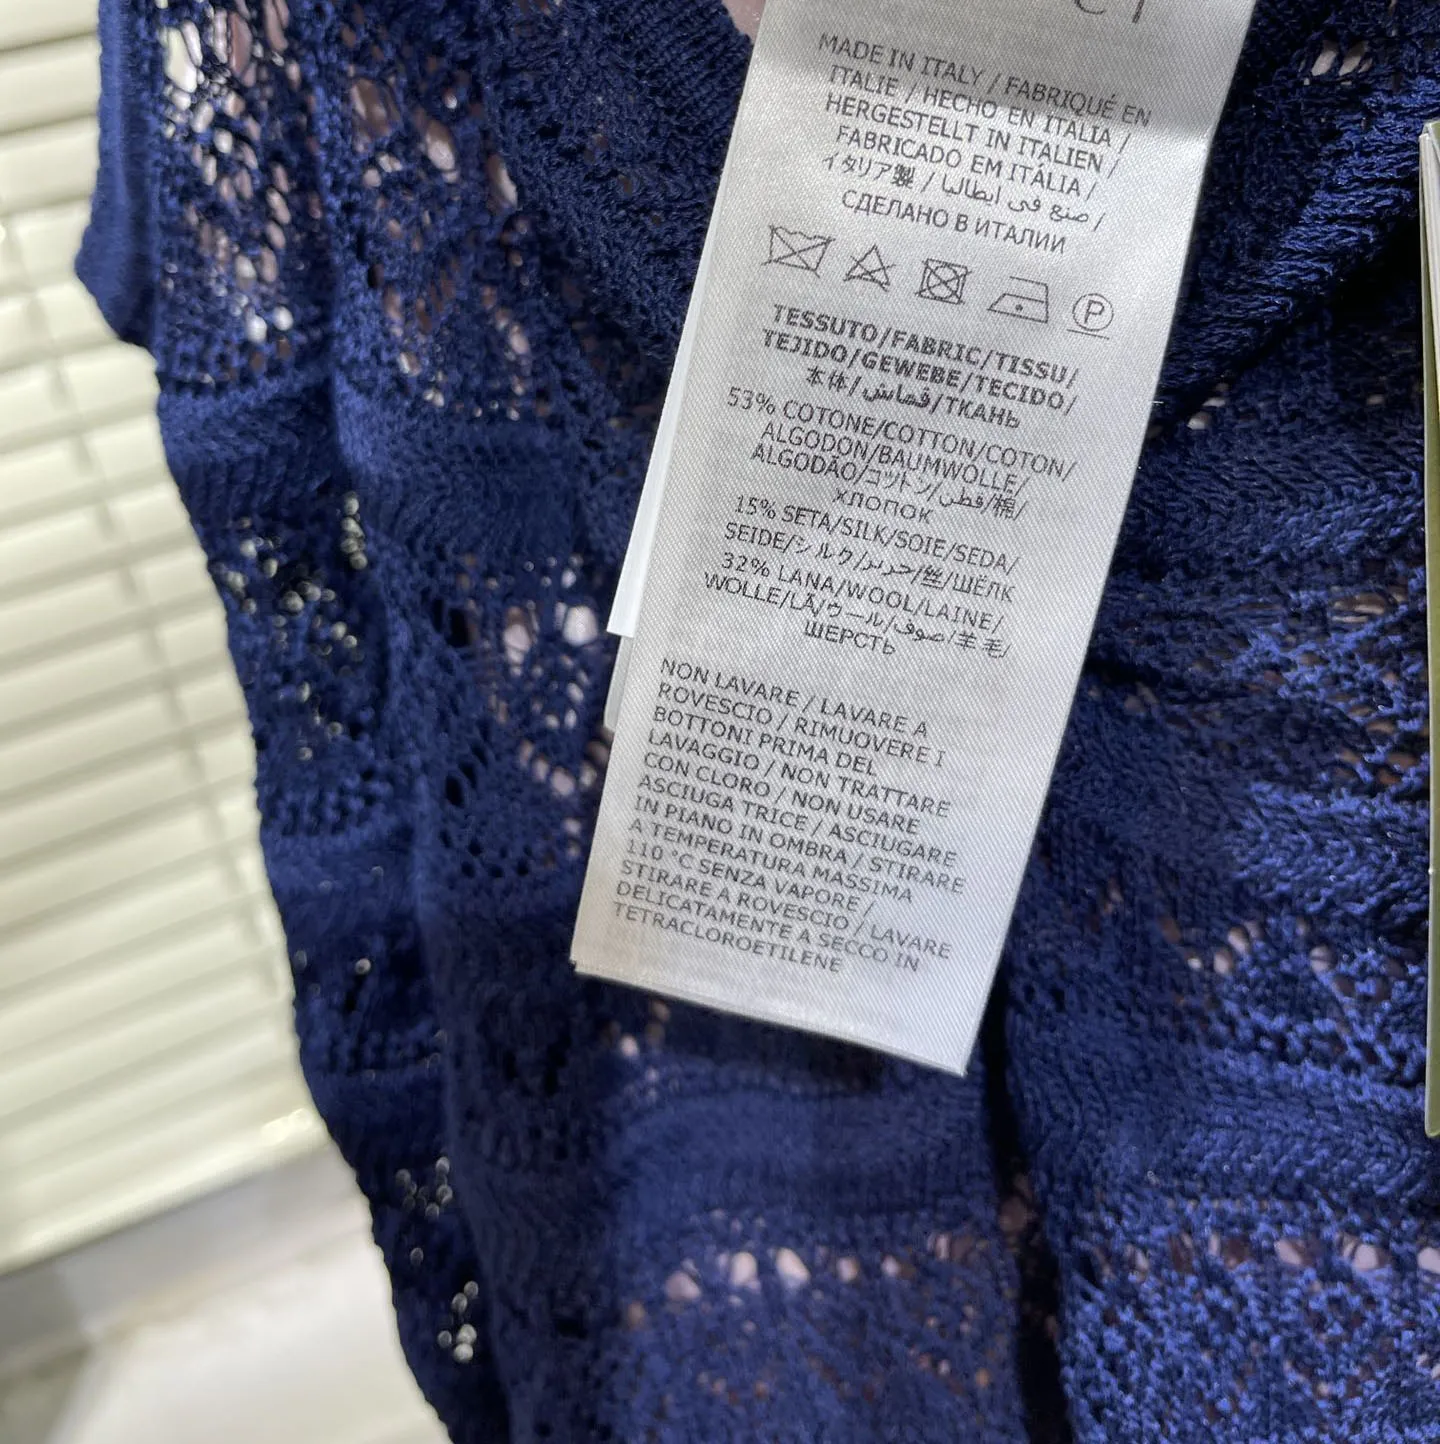 MADE IN ITALY / FABRIQUÉ EN
ITALIE / HECHO EN ITALIA /
HERGESTELLT IN ITALIEN /
FABRICADO EM ITÁLIA /
イタリア製 / صنع في ايطاليا /
СДЕЛАНО В ИТАЛИИ
P
TESSUTO/FABRIC/TISSU/
TEJIDO/GEWEBE/TECIDO/
本体/قماش/ТКАНЬ
53% COTONE/COTTON/COTON/
ALGODON/BAUMWOLLE/
ALGODÃO/コットン/قطن/棉/
ХЛОПОК
15% SETA/SILK/SOIE/SEDA/
SEIDE/シルク/حرير/丝/ШЁЛК
32% LANA/WOOL/LAINE/
WOLLE/LÃ/ウール/صوف/羊毛/
ШЕРСТЬ
NON LAVARE / LAVARE A
ROVESCIO / RIMUOVERE I
BOTTONI PRIMA DEL
LAVAGGIO / NON TRATTARE
CON CLORO / NON USARE
ASCIUGA TRICE / ASCIUGARE
IN PIANO IN OMBRA / STIRARE
A TEMPERATURA MASSIMA
110 °C SENZA VAPORE /
STIRARE A ROVESCIO / LAVARE
DELICATAMENTE A SECCO IN
TETRACLOROETILENE